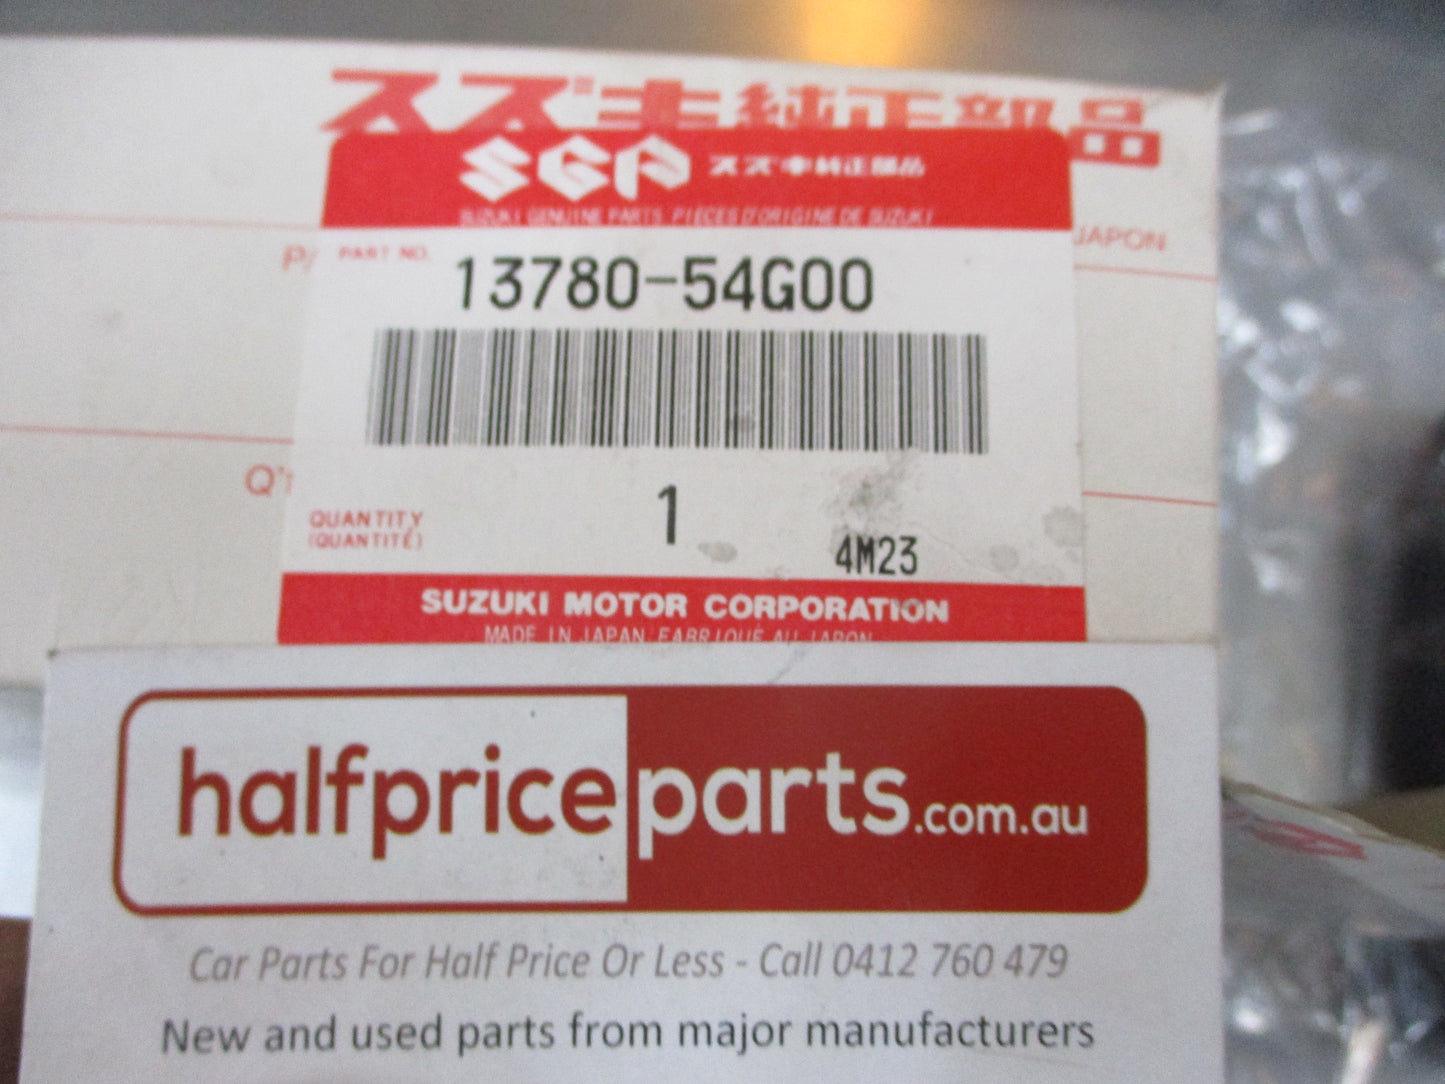 スズキ純正部品
SGP スズキ純正部品
SUZUKI GENUINE PARTS PIÈCES D'ORIGINE DE SUZUKI
JAPON
PART NO.
13780-54G00
QUANTITY
(QUANTITÉ)
1
4M23
SUZUKI MOTOR CORPORATION
MADE IN JAPAN FABRIQUÉ AU JAPON
halfpriceparts.com.au
Car Parts For Half Price Or Less - Call 0412 760 479
New and used parts from major manufacturers